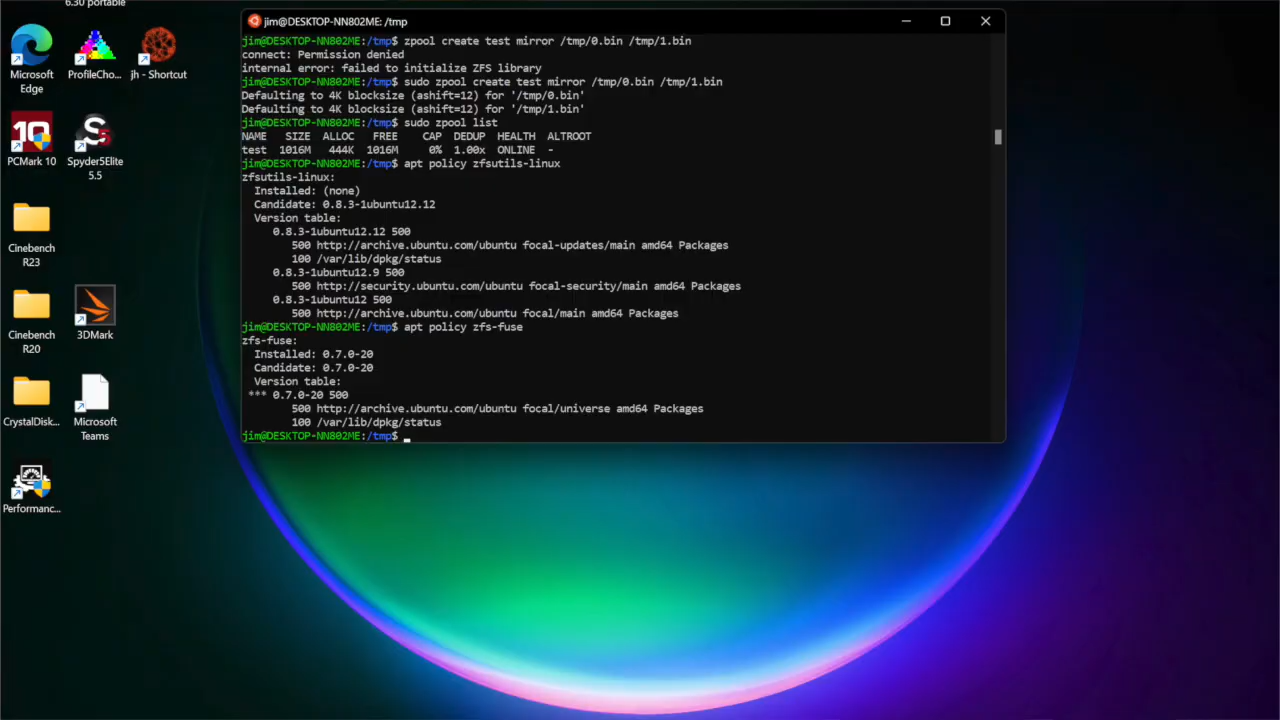 6.30 portable
Microsoft
Edge
ProfileCho...
jh - Shortcut
PCMark 10
Spyder5Elite
5.5
Cinebench
R23
Cinebench
R20
3DMark
CrystalDisk...
Microsoft
Teams
Performanc...
jim@DESKTOP-NN802ME: /tmp
jim@DESKTOP-NN802ME:/tmp$ zpool create test mirror /tmp/0.bin /tmp/1.bin
connect: Permission denied
internal error: failed to initialize ZFS library
jim@DESKTOP-NN802ME:/tmp$ sudo zpool create test mirror /tmp/0.bin /tmp/1.bin
Defaulting to 4K blocksize (ashift=12) for '/tmp/0.bin'
Defaulting to 4K blocksize (ashift=12) for '/tmp/1.bin'
jim@DESKTOP-NN802ME:/tmp$ sudo zpool list
NAME   SIZE  ALLOC   FREE    CAP  DEDUP  HEALTH  ALTROOT
test  1016M   444K  1016M     0%  1.00x  ONLINE  -
jim@DESKTOP-NN802ME:/tmp$ apt policy zfsutils-linux
zfsutils-linux:
  Installed: (none)
  Candidate: 0.8.3-1ubuntu12.12
  Version table:
     0.8.3-1ubuntu12.12 500
        500 http://archive.ubuntu.com/ubuntu focal-updates/main amd64 Packages
        100 /var/lib/dpkg/status
     0.8.3-1ubuntu12.9 500
        500 http://security.ubuntu.com/ubuntu focal-security/main amd64 Packages
     0.8.3-1ubuntu12 500
        500 http://archive.ubuntu.com/ubuntu focal/main amd64 Packages
jim@DESKTOP-NN802ME:/tmp$ apt policy zfs-fuse
zfs-fuse:
  Installed: 0.7.0-20
  Candidate: 0.7.0-20
  Version table:
 *** 0.7.0-20 500
        500 http://archive.ubuntu.com/ubuntu focal/universe amd64 Packages
        100 /var/lib/dpkg/status
jim@DESKTOP-NN802ME:/tmp$